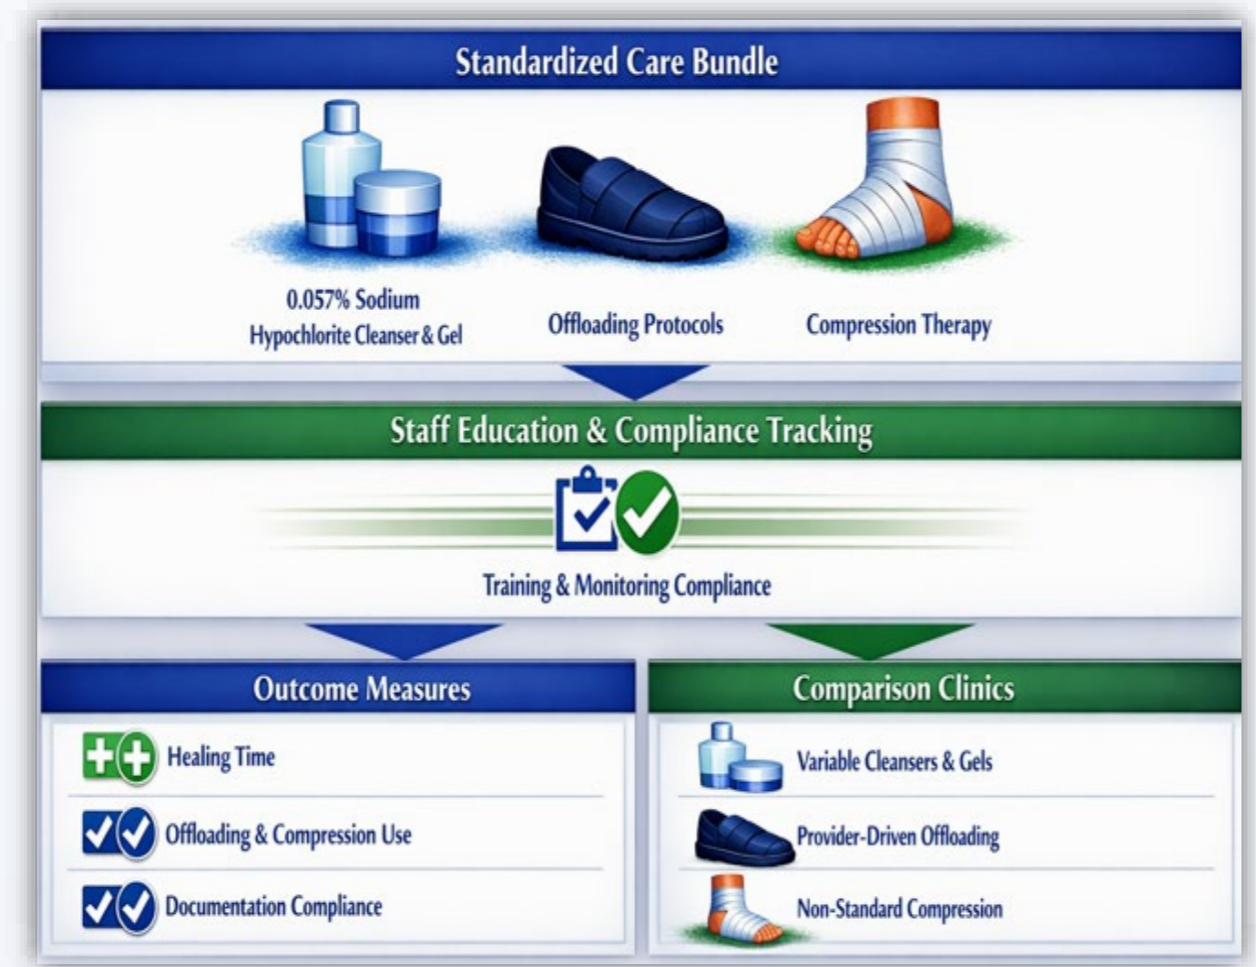 Standardized Care Bundle
0.057% Sodium
Hypochlorite Cleanser & Gel
Offloading Protocols
Compression Therapy
Staff Education & Compliance Tracking
Training & Monitoring Compliance
Outcome Measures
Healing Time
Offloading & Compression Use
Documentation Compliance
Comparison Clinics
Variable Cleansers & Gels
Provider-Driven Offloading
Non-Standard Compression